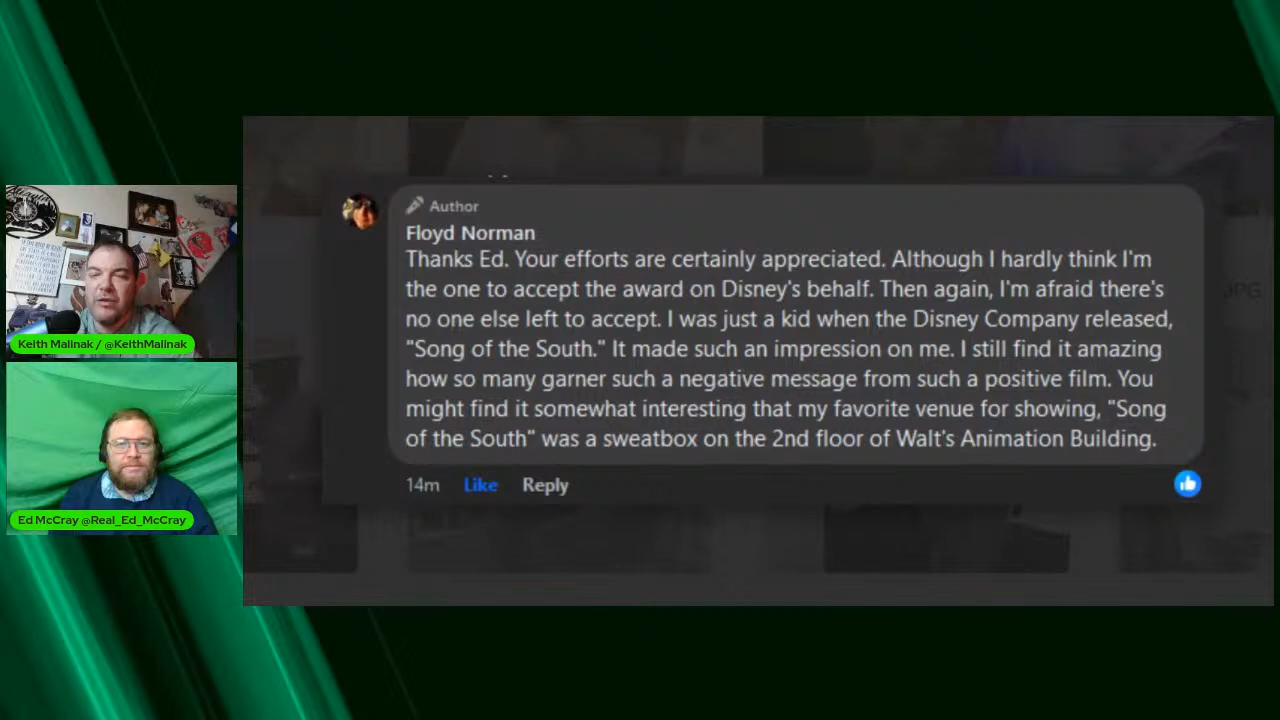 Keith Malinak / @KeithMalinak
Ed McCray @Real_Ed_McCray
Author
Floyd Norman
Thanks Ed. Your efforts are certainly appreciated. Although I hardly think I'm
the one to accept the award on Disney's behalf. Then again, I'm afraid there's
no one else left to accept. I was just a kid when the Disney Company released,
"Song of the South." It made such an impression on me. I still find it amazing
how so many garner such a negative message from such a positive film. You
might find it somewhat interesting that my favorite venue for showing, "Song
of the South" was a sweatbox on the 2nd floor of Walt's Animation Building.
14m Like Reply
JPG